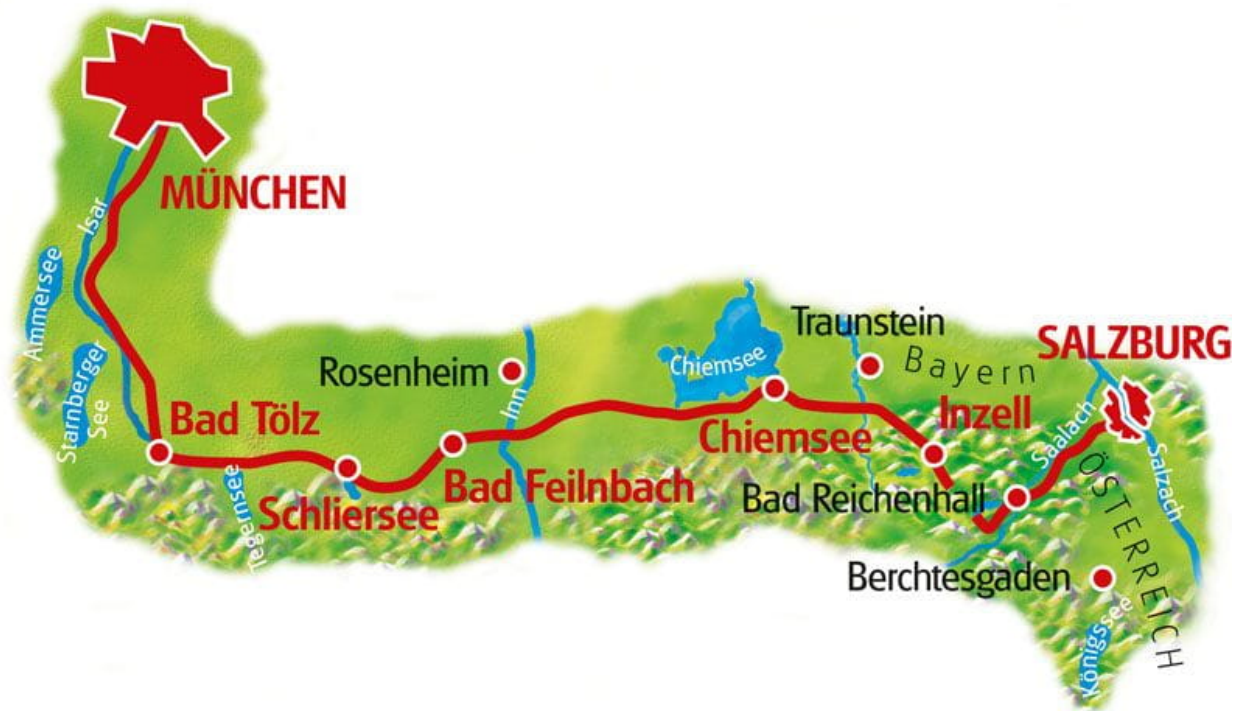 MÜNCHEN
Isar
Ammersee
Starnberger
See
Bad Tölz
Tegernsee
Schliersee
Rosenheim
Inn
Bad Feilnbach
Chiemsee
Chiemsee
Traunstein
Bayern
Inzell
SALZBURG
Saalach
Salzach
Bad Reichenhall
ÖSTERREICH
Berchtesgaden
Königssee